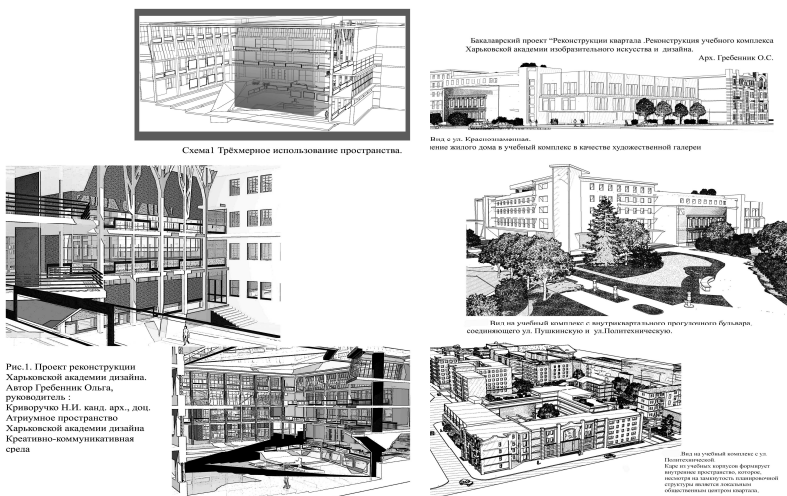 Схема1 Трёхмерное использование пространства.
Рис.1. Проект реконструкции
Харьковской академии дизайна.
Автор Гребенник Ольга,
руководитель :
Криворучко Н.И. канд. арх., доц.
Атриумное пространство
Харьковской академии дизайна
Креативно-коммуникативная
среда
Бакалаврский проект “Реконструкции квартала .Реконструкция учебного комплекса
Харьковской академии изобразительного искусства и дизайна.
Арх. Гребенник О.С.
Вид с ул. Краснознаменная.
ение жилого дома в учебный комплекс в качестве художественной галереи
Вид на учебный комплекс с внутриквартального прогулочного бульвара,
соединяющего ул. Пушкинскую и ул.Политехническую.
Вид на учебный комплекс с ул.
Политехнической.
Каре из учебных корпусов формирует
внутреннее пространство, которое,
несмотря на замкнутость планировочной
структуры является локальным
общественным центром квартала.